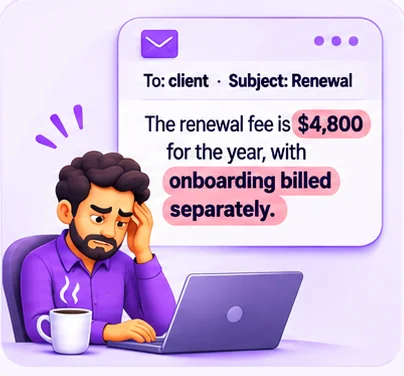 To: client · Subject: Renewal
The renewal fee is $4,800
for the year, with
onboarding billed
separately.